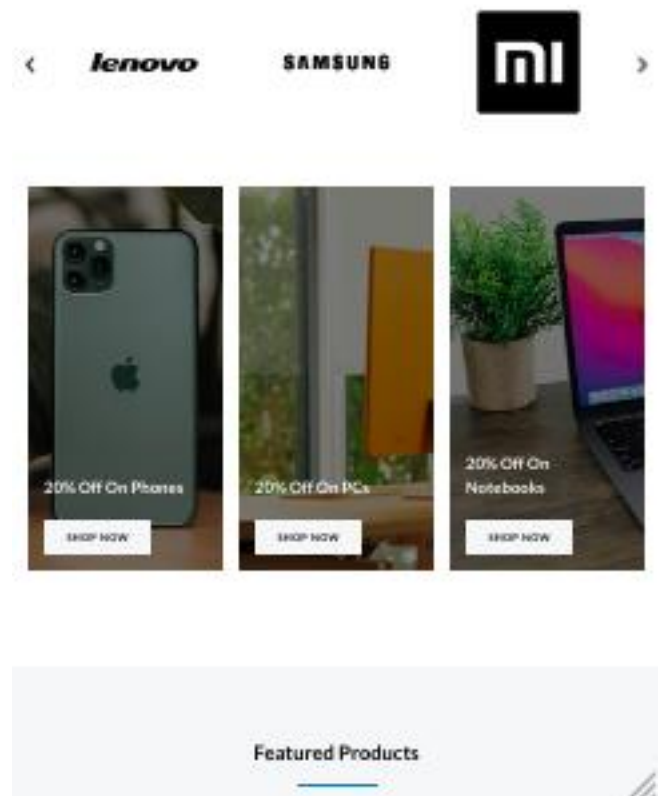 lenovo
SAMSUNG
mi
20% Off On Phones
SHOP NOW
20% Off On PCs
SHOP NOW
20% Off On
Notebooks
SHOP NOW
Featured Products